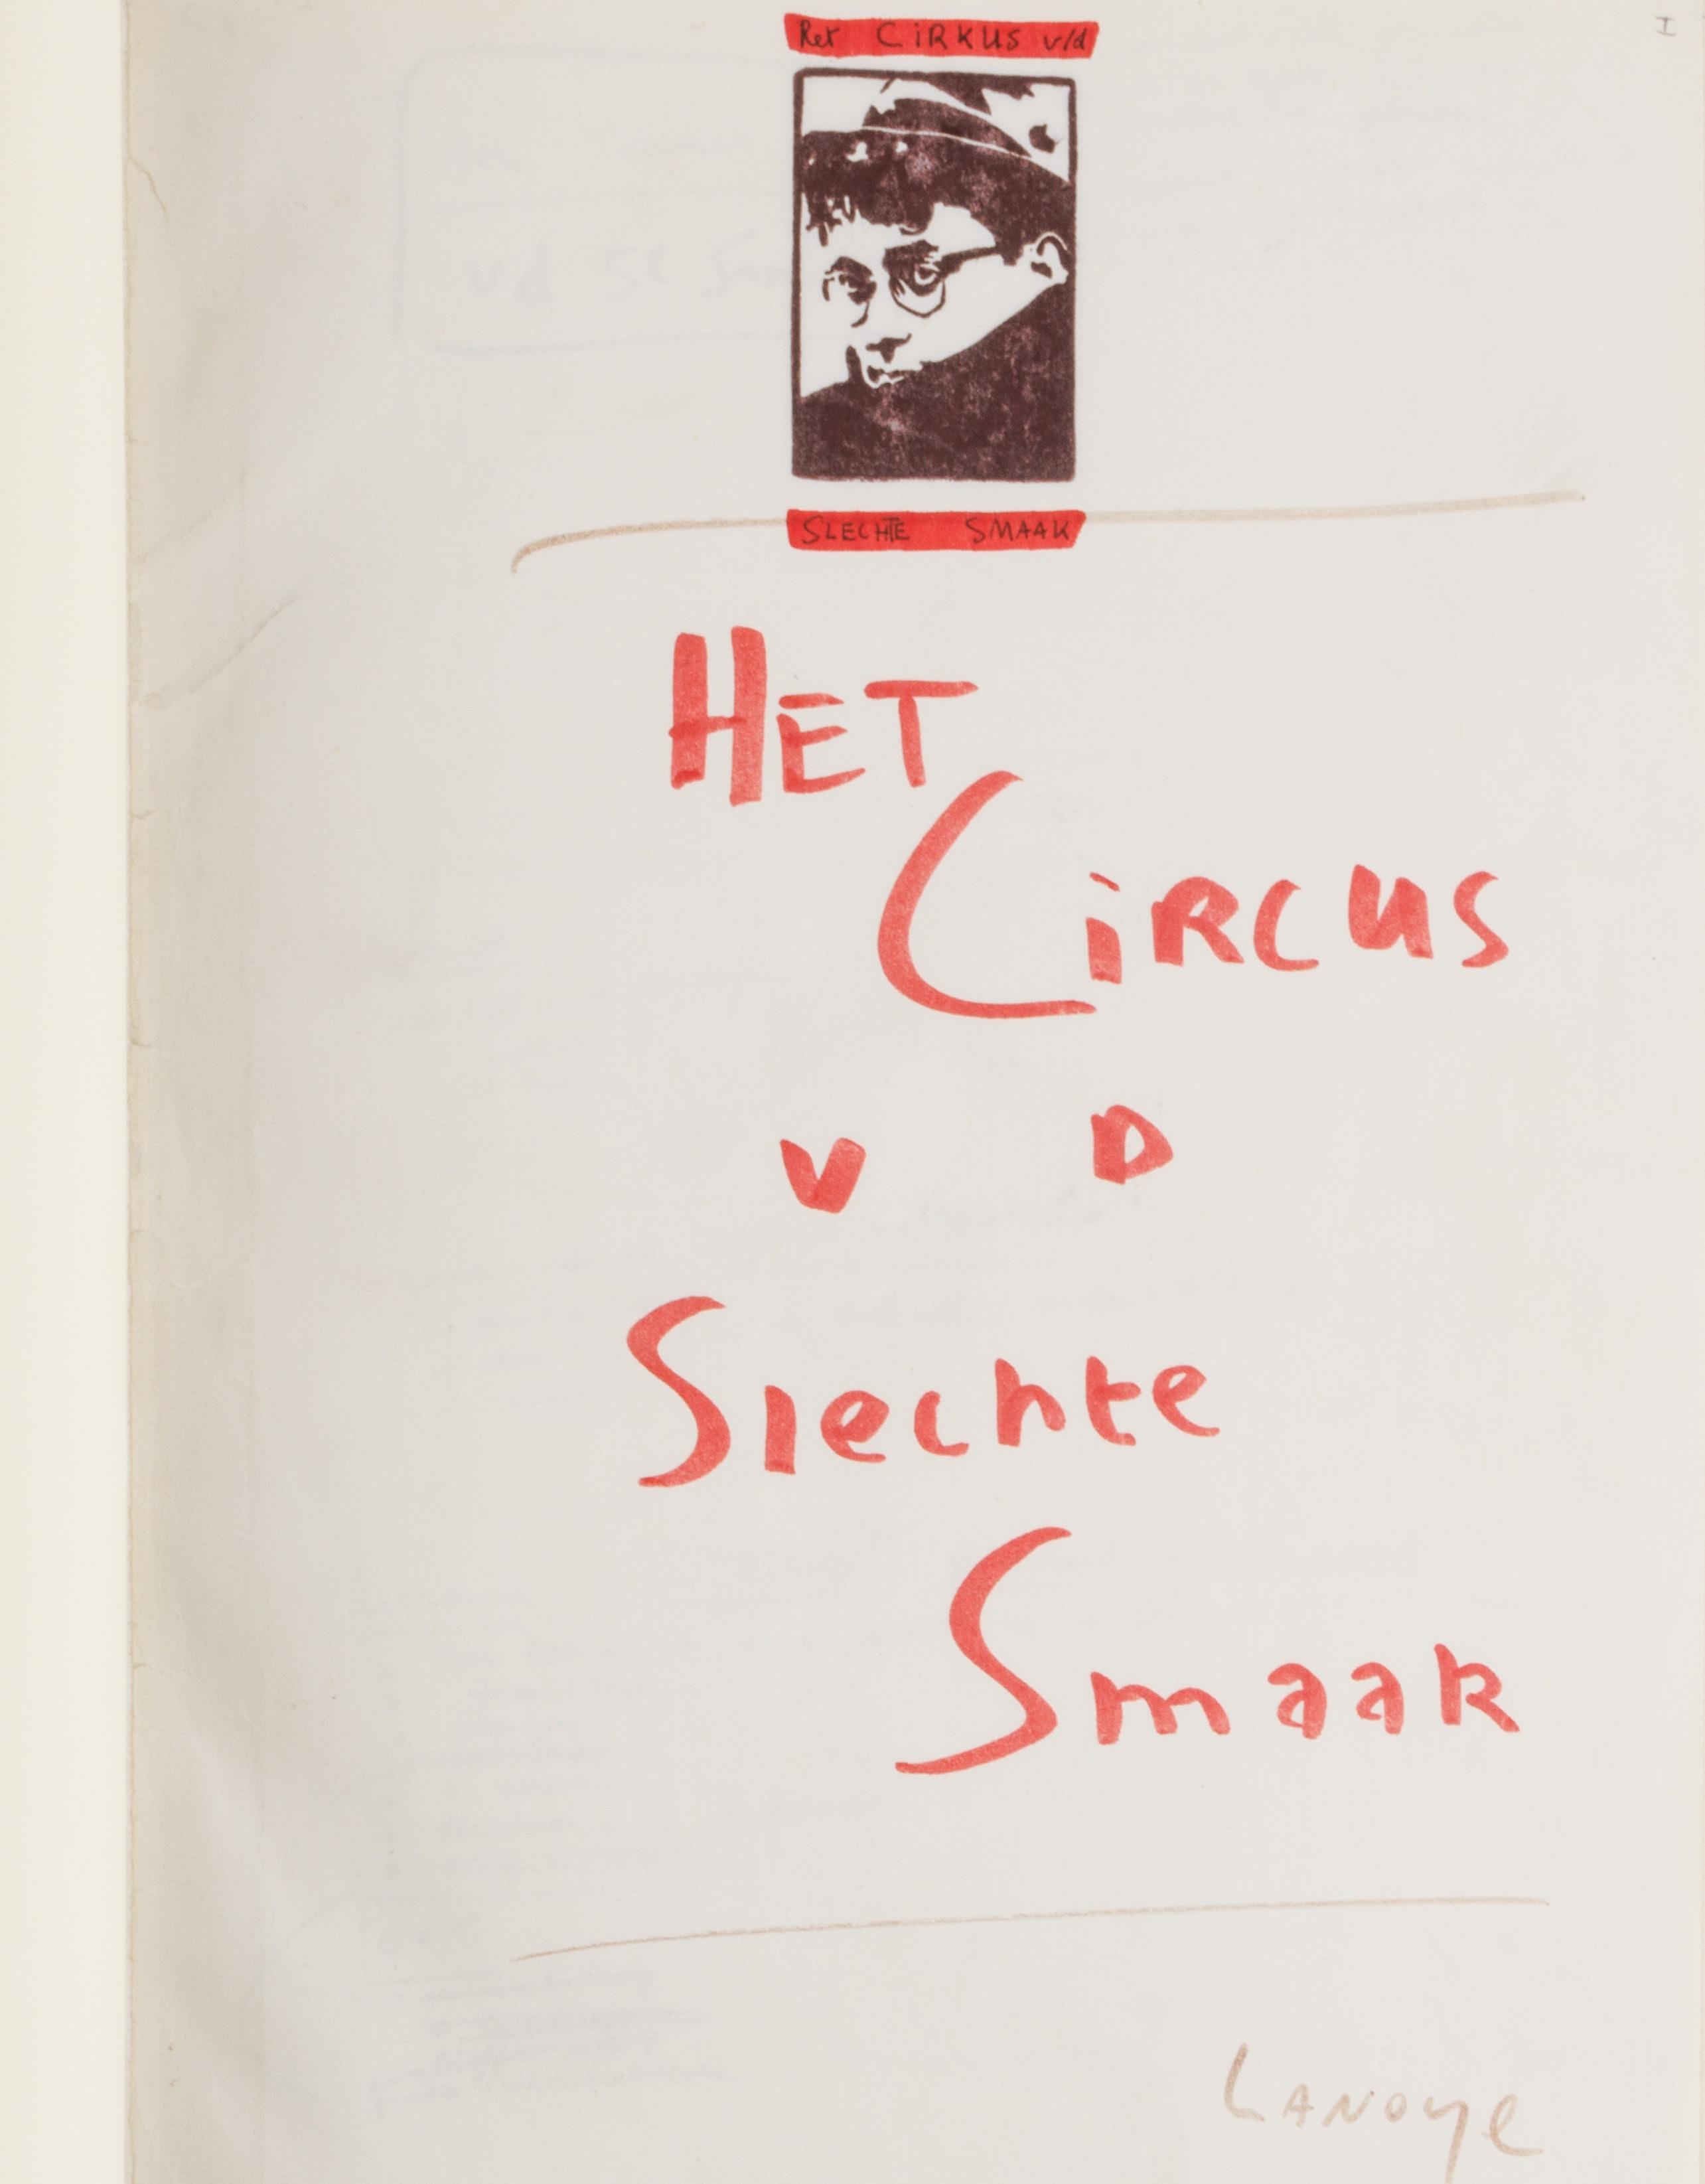 Het CiRKUS v/d
I
SLECHTE SMAAK
HET
CiRCUS
V D
Slechte
Smaak
LANOYE